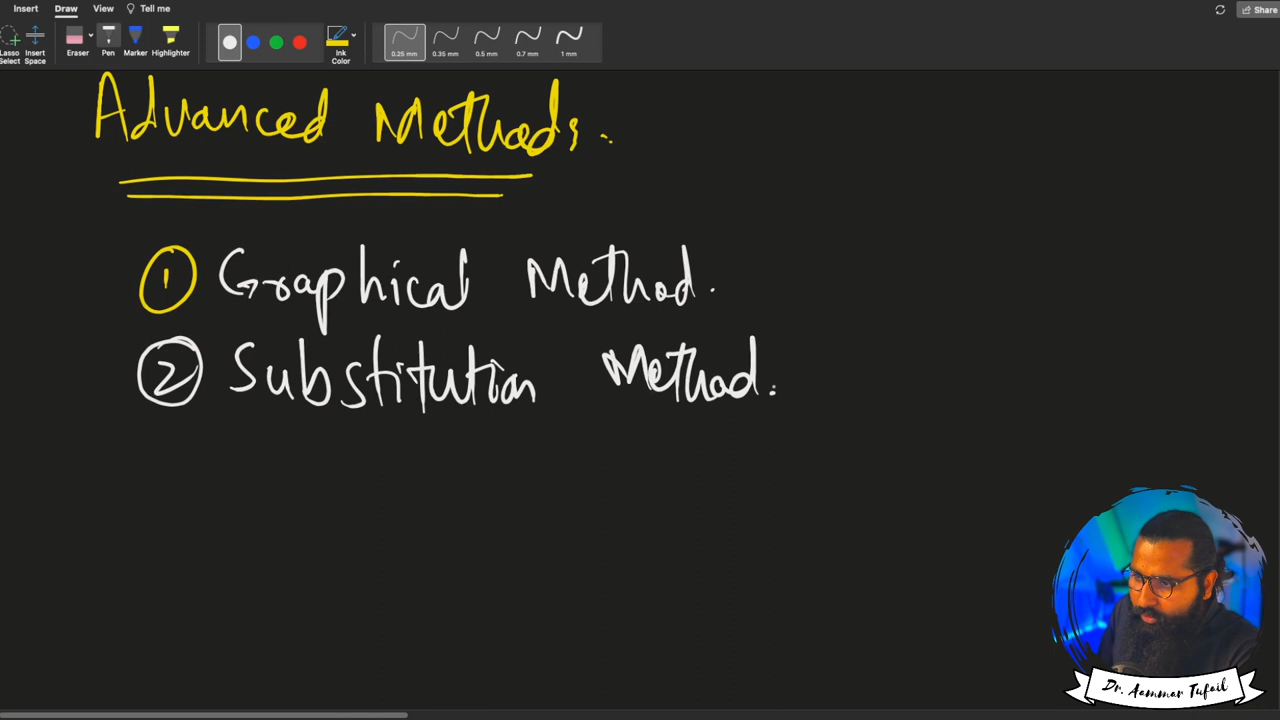 Insert Draw View Tell me Share
Lasso Select Insert Space Eraser Pen Marker Highlighter Ink Color 0.25 mm 0.35 mm 0.5 mm 0.7 mm 1 mm
Advanced Methods.
① Graphical Method.
② Substitution Method.
Dr. Aammar Tufail